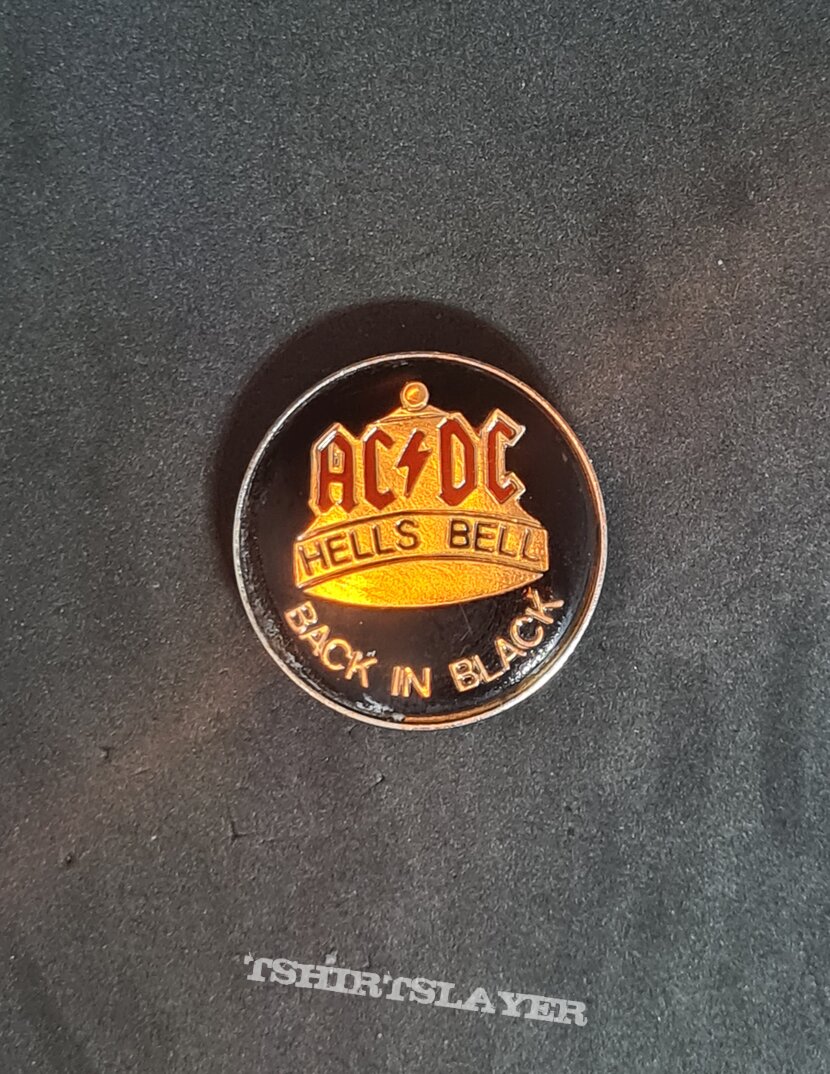 AC⚡DC
HELLS BELL
BACK IN BLACK
TSHIRTSLAYER